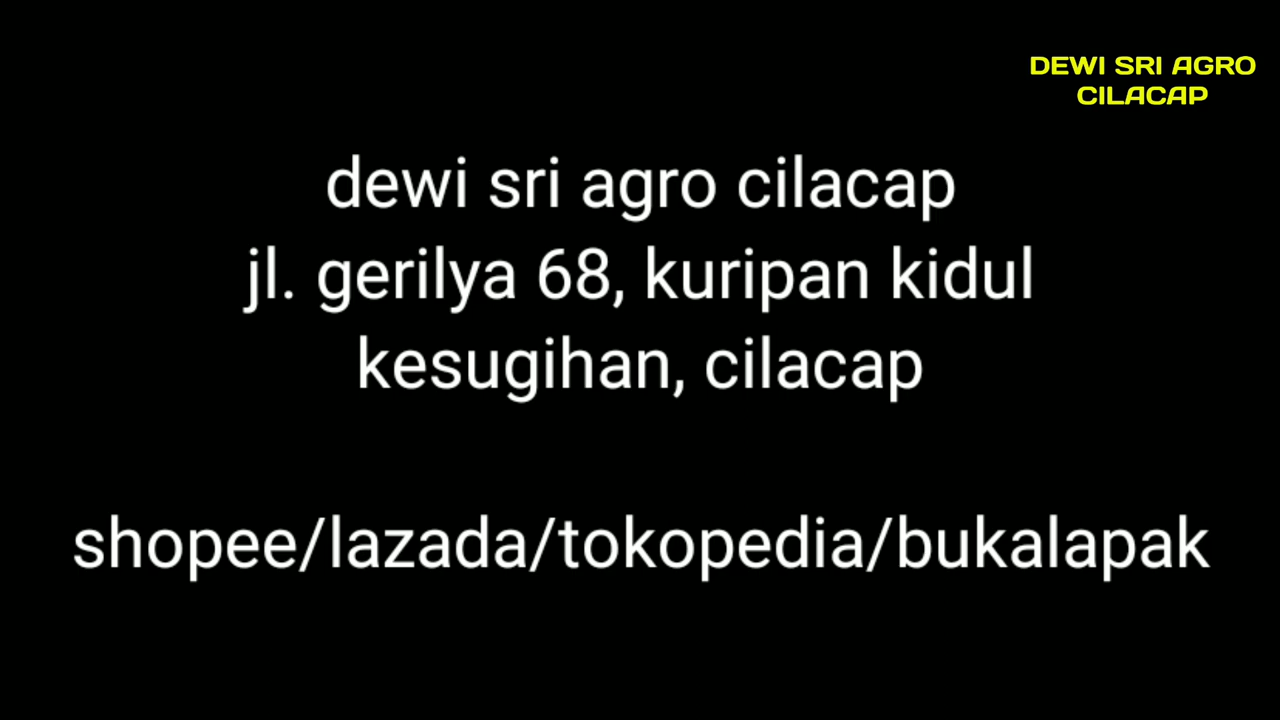 DEWI SRI AGRO
CILACAP
dewi sri agro cilacap
jl. gerilya 68, kuripan kidul
kesugihan, cilacap
shopee/lazada/tokopedia/bukalapak